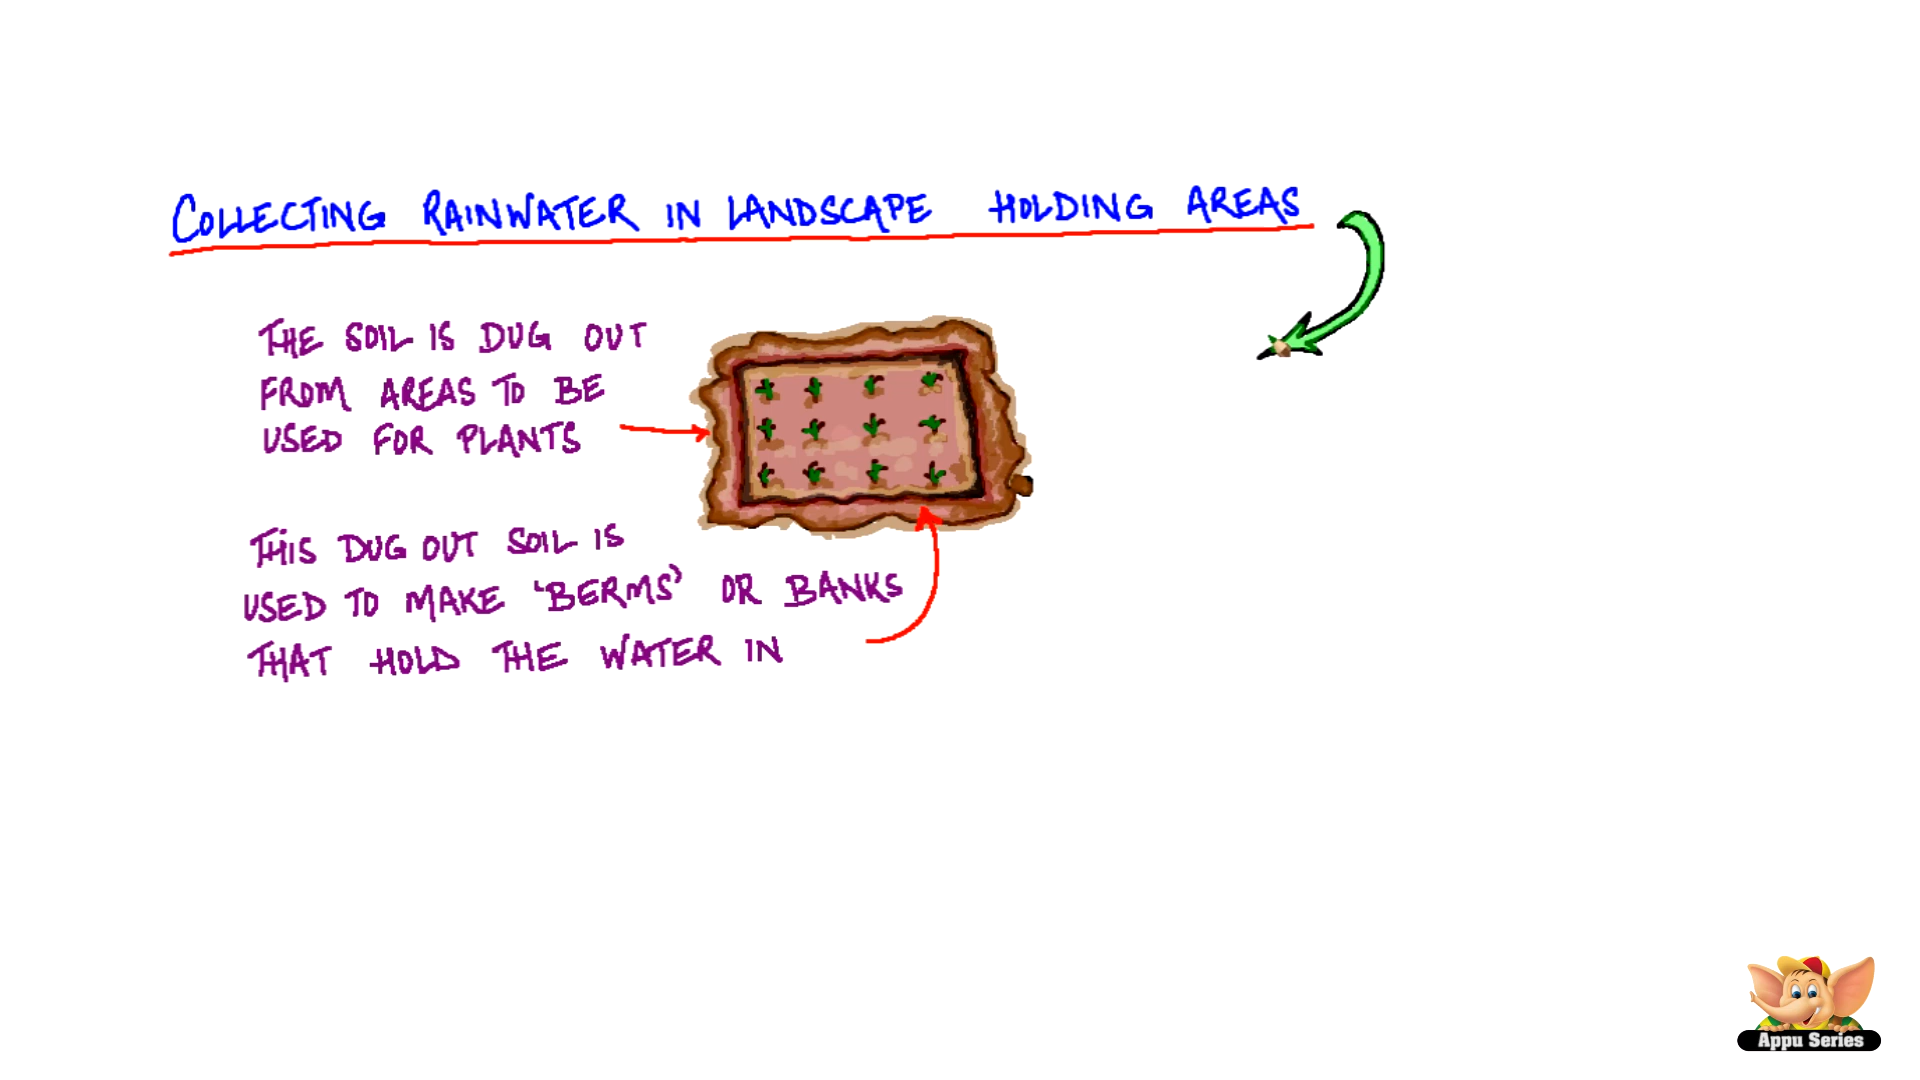 COLLECTING RAINWATER IN LANDSCAPE HOLDING AREAS
THE SOIL IS DUG OUT
FROM AREAS TO BE
USED FOR PLANTS
THIS DUG OUT SOIL IS
USED TO MAKE 'BERMS' OR BANKS
THAT HOLD THE WATER IN
Appu Series